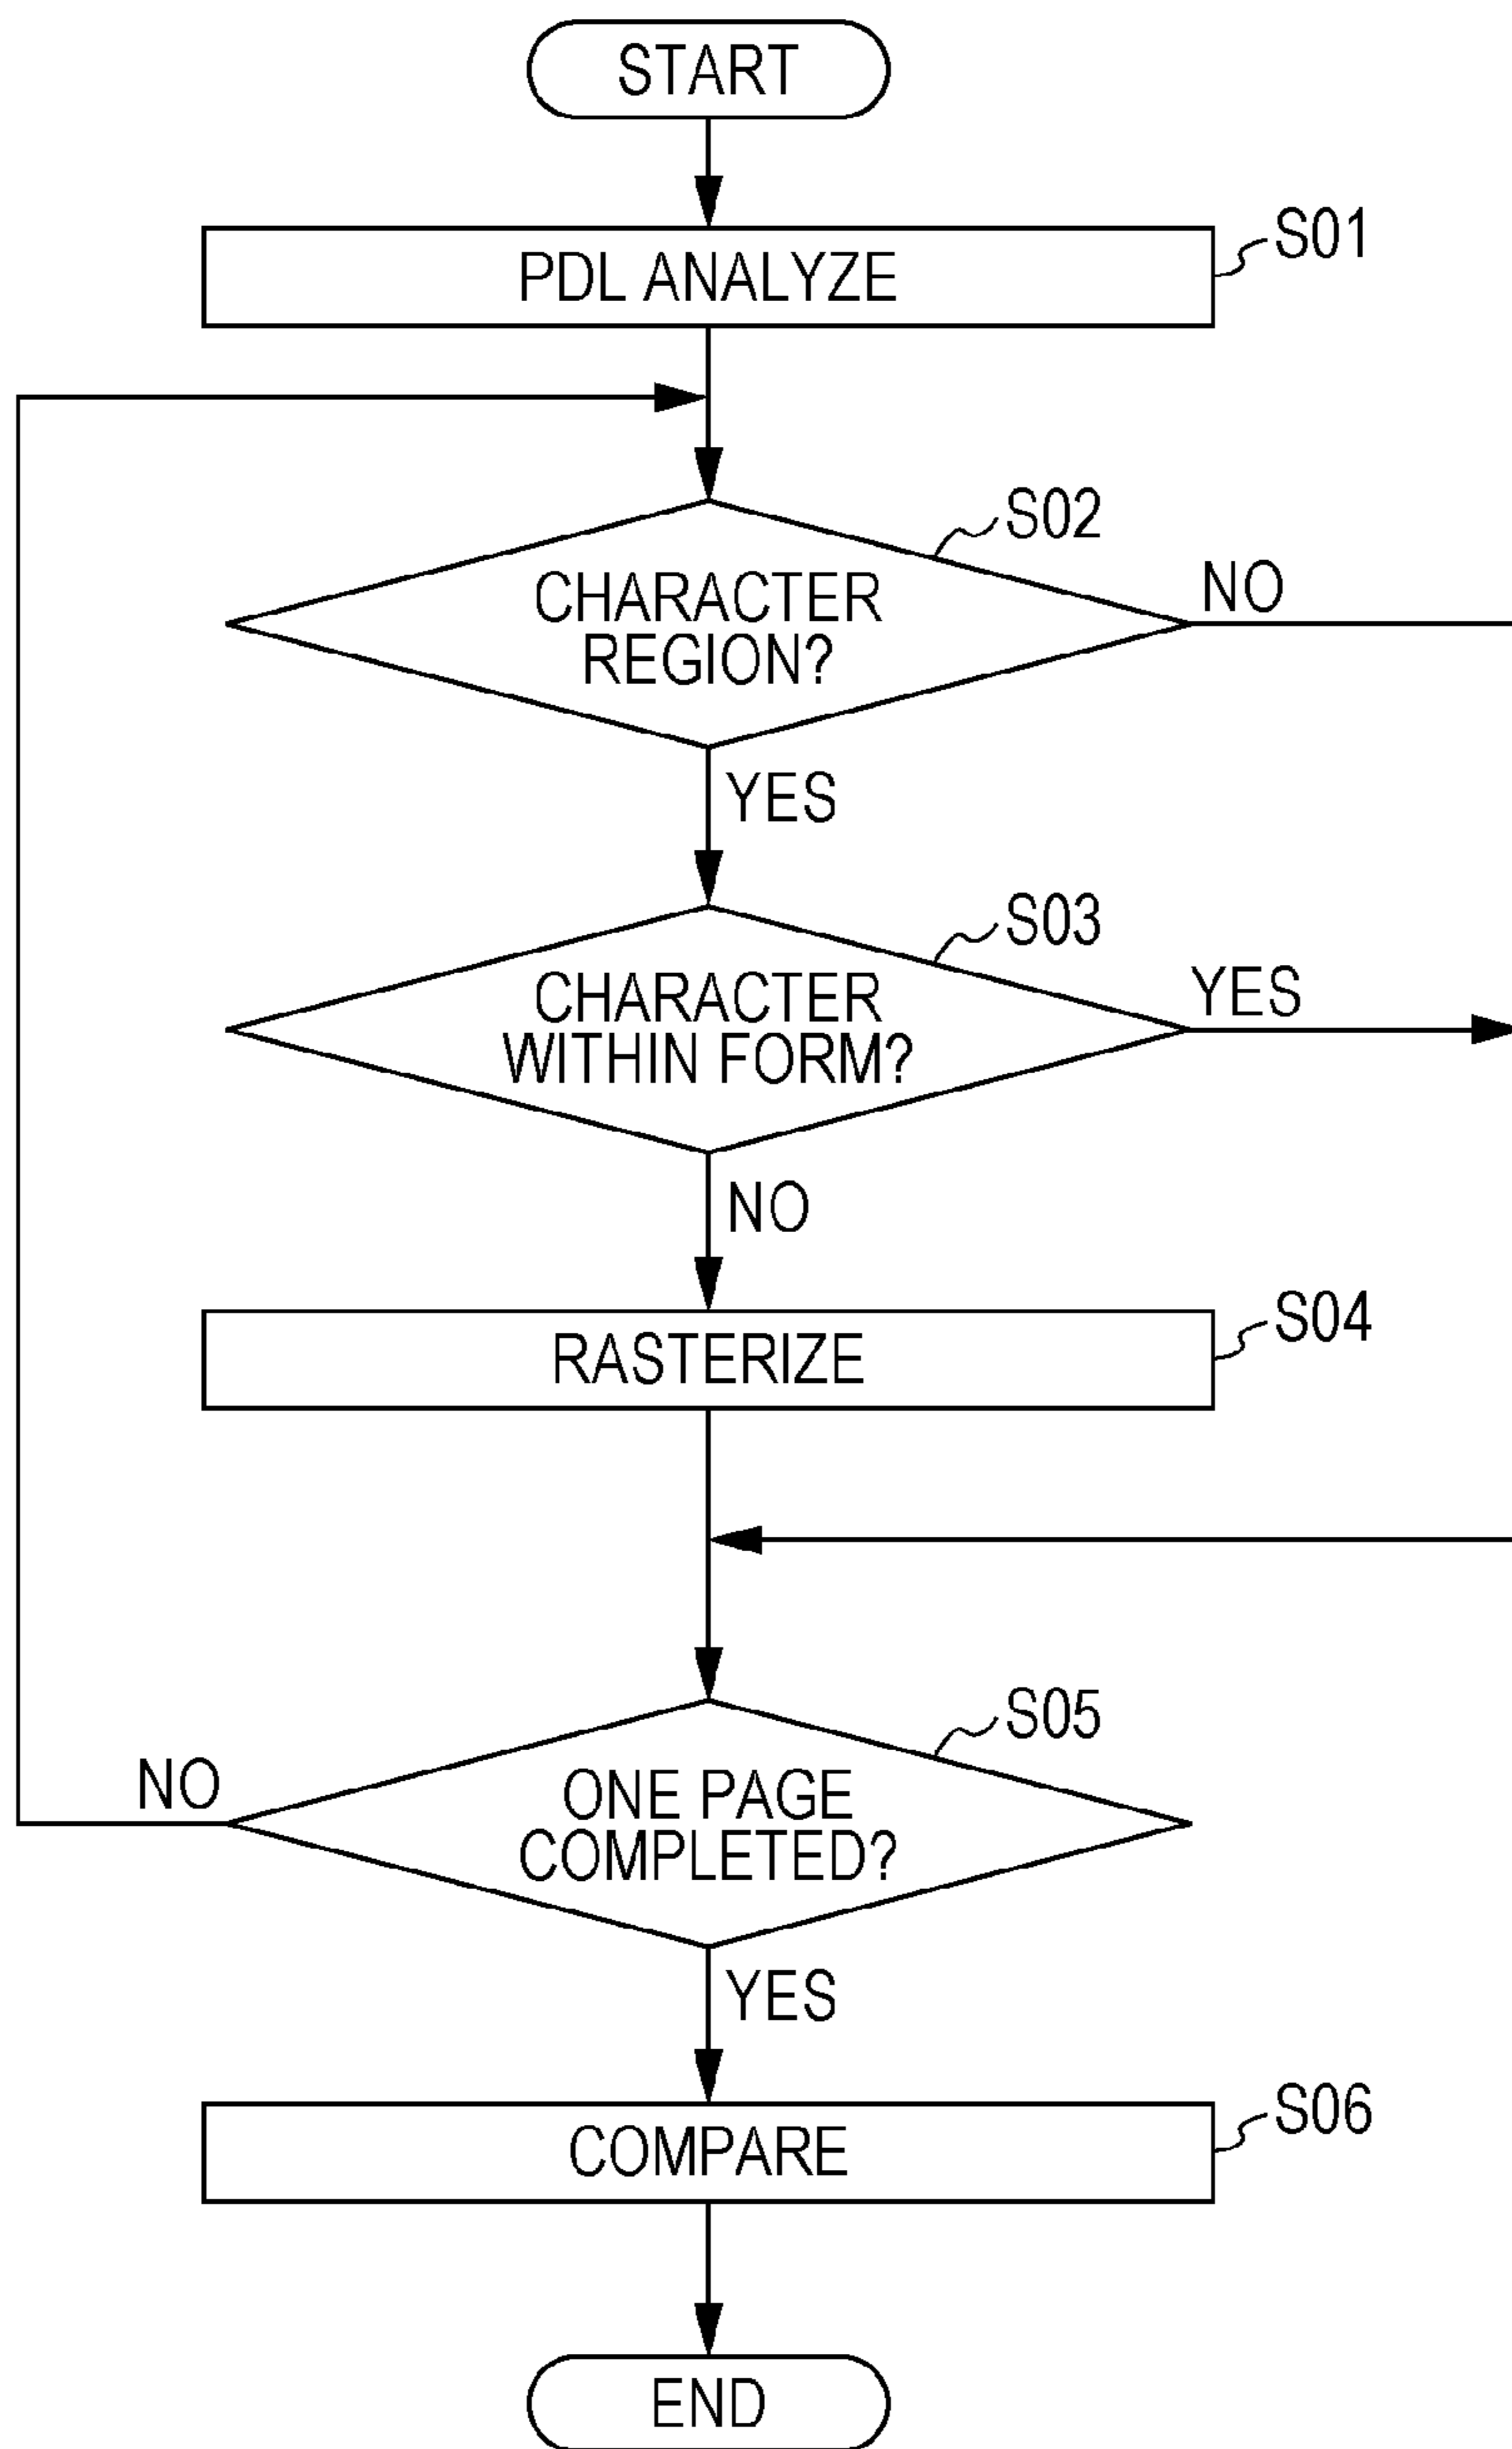 START
PDL ANALYZE
S01
CHARACTER
REGION?
S02
NO
YES
CHARACTER
WITHIN FORM?
S03
YES
NO
RASTERIZE
S04
ONE PAGE
COMPLETED?
S05
NO
YES
COMPARE
S06
END